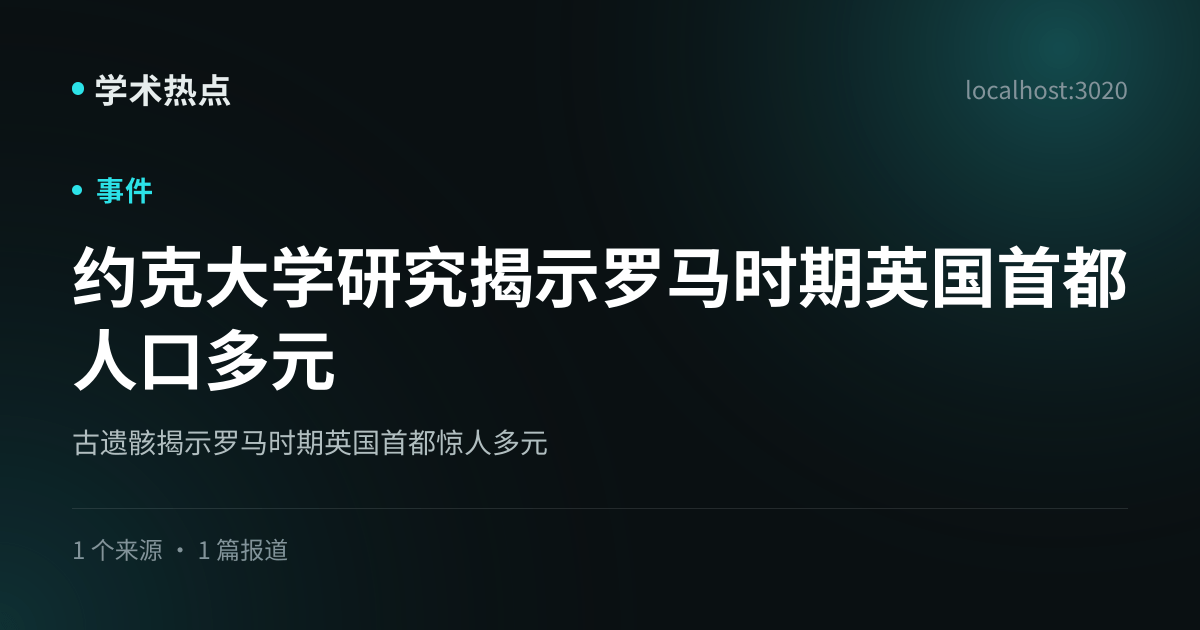 学术热点
localhost:3020
事件
约克大学研究揭示罗马时期英国首都
人口多元
古遗骸揭示罗马时期英国首都惊人多元
1 个来源 • 1 篇报道